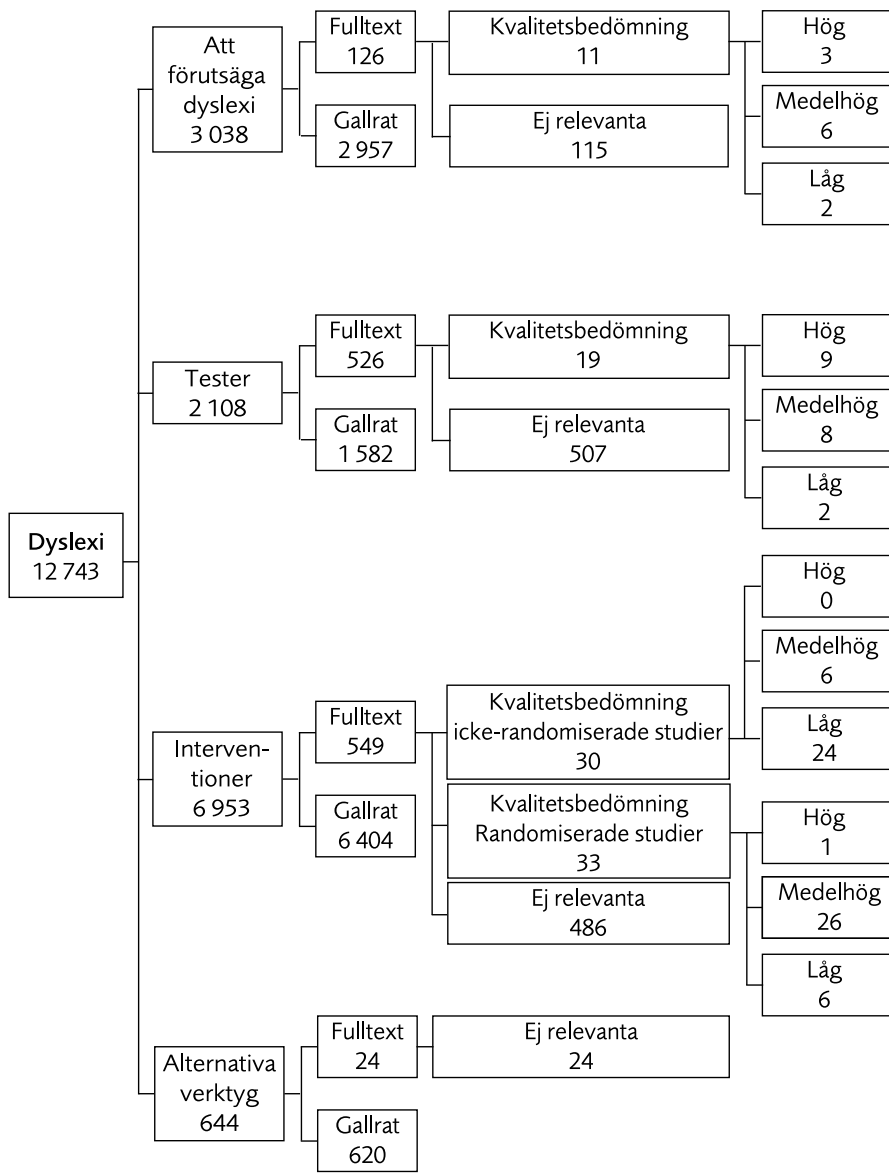 Dyslexi
12 743
Att
förutsäga
dyslexi
3 038
Fulltext
126
Gallrat
2 957
Kvalitetsbedömning
11
Ej relevanta
115
Hög
3
Medelhög
6
Låg
2
Tester
2 108
Fulltext
526
Gallrat
1 582
Kvalitetsbedömning
19
Ej relevanta
507
Hög
9
Medelhög
8
Låg
2
Interven-
tioner
6 953
Fulltext
549
Gallrat
6 404
Kvalitetsbedömning
icke-randomiserade studier
30
Hög
0
Medelhög
6
Låg
24
Kvalitetsbedömning
Randomiserade studier
33
Ej relevanta
486
Hög
1
Medelhög
26
Låg
6
Alternativa
verktyg
644
Fulltext
24
Gallrat
620
Ej relevanta
24